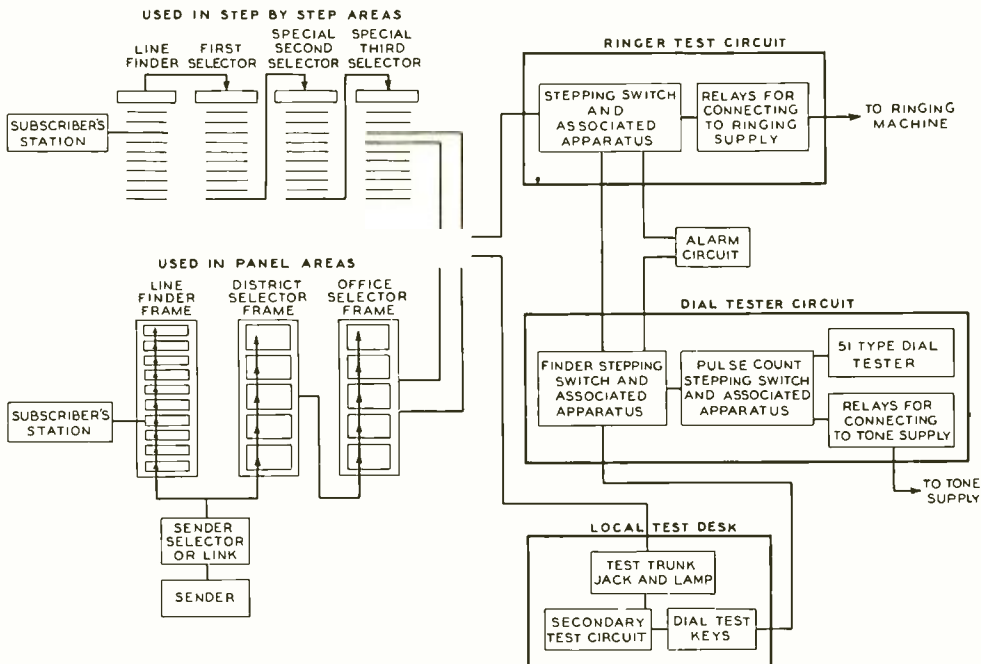 USED IN STEP BY STEP AREAS
LINE
FINDER
FIRST
SELECTOR
SPECIAL
SECOND
SELECTOR
SPECIAL
THIRD
SELECTOR
SUBSCRIBER'S
STATION
USED IN PANEL AREAS
LINE
FINDER
FRAME
DISTRICT
SELECTOR
FRAME
OFFICE
SELECTOR
FRAME
SUBSCRIBER'S
STATION
SENDER
SELECTOR
OR LINK
SENDER
RINGER TEST CIRCUIT
STEPPING SWITCH
AND
ASSOCIATED
APPARATUS
RELAYS FOR
CONNECTING
TO RINGING
SUPPLY
TO RINGING
MACHINE
ALARM
CIRCUIT
DIAL TESTER CIRCUIT
FINDER STEPPING
SWITCH AND
ASSOCIATED
APPARATUS
PULSE COUNT
STEPPING SWITCH
AND ASSOCIATED
APPARATUS
51 TYPE DIAL
TESTER
RELAYS FOR
CONNECTING
TO TONE SUPPLY
TO TONE
SUPPLY
LOCAL TEST DESK
TEST TRUNK
JACK AND LAMP
SECONDARY
TEST CIRCUIT
DIAL TEST
KEYS